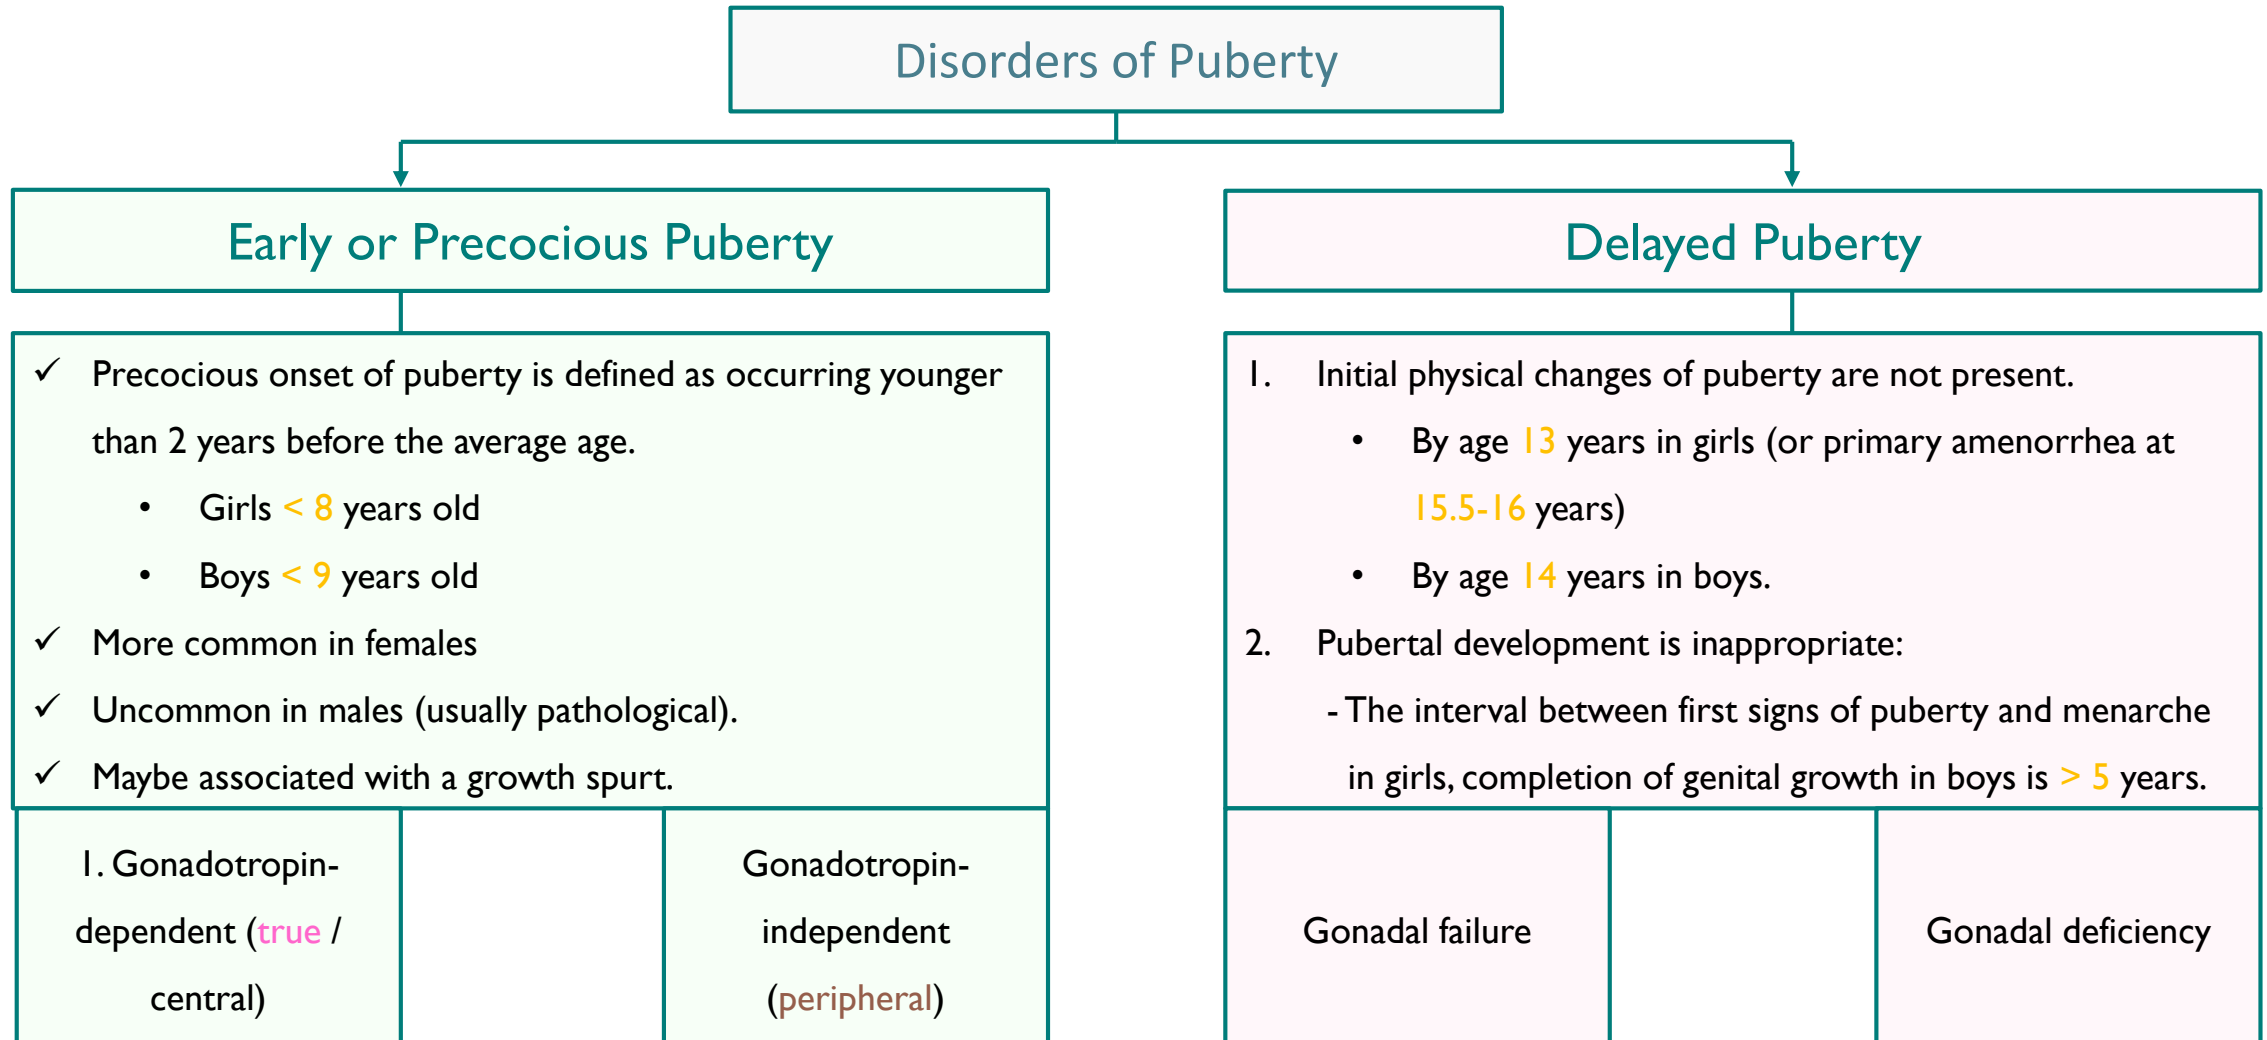 Disorders of Puberty
Early or Precocious Puberty
✓ Precocious onset of puberty is defined as occurring younger
than 2 years before the average age.
• Girls < 8 years old
• Boys < 9 years old
✓ More common in females
✓ Uncommon in males (usually pathological).
✓ Maybe associated with a growth spurt.
1. Gonadotropin-
dependent (true /
central)
Gonadotropin-
independent
(peripheral)
Delayed Puberty
1. Initial physical changes of puberty are not present.
• By age 13 years in girls (or primary amenorrhea at
15.5-16 years)
• By age 14 years in boys.
2. Pubertal development is inappropriate:
- The interval between first signs of puberty and menarche
in girls, completion of genital growth in boys is > 5 years.
Gonadal failure
Gonadal deficiency